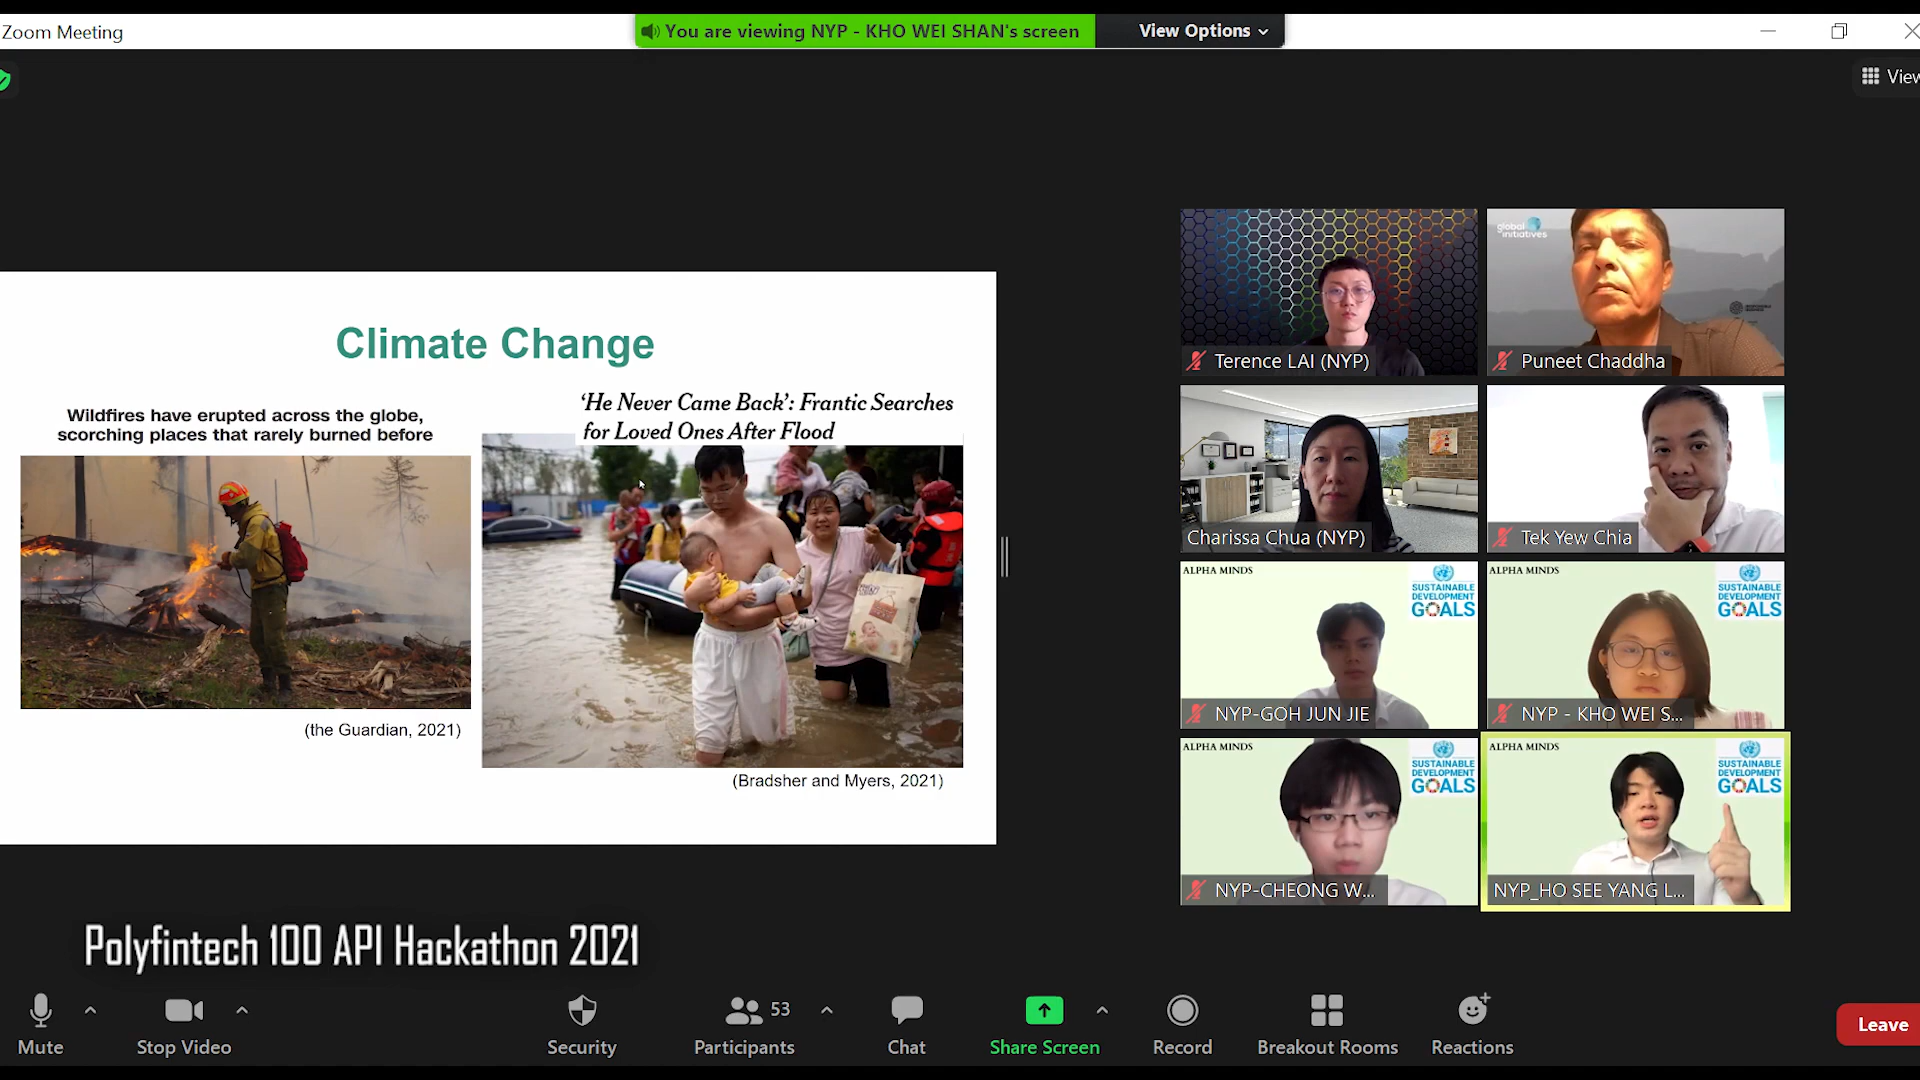 Zoom Meeting
You are viewing NYP - KHO WEI SHAN's screen
View Options
View
Climate Change
Wildfires have erupted across the globe,
scorching places that rarely burned before
'He Never Came Back': Frantic Searches
for Loved Ones After Flood
(the Guardian, 2021)
(Bradsher and Myers, 2021)
global
initiatives
Terence LAI (NYP)
Puneet Chaddha
Charissa Chua (NYP)
Tek Yew Chia
ALPHA MINDS
SUSTAINABLE
DEVELOPMENT
GOALS
NYP-GOH JUN JIE
ALPHA MINDS
SUSTAINABLE
DEVELOPMENT
GOALS
NYP - KHO WEI S...
ALPHA MINDS
SUSTAINABLE
DEVELOPMENT
GOALS
NYP-CHEONG W...
ALPHA MINDS
SUSTAINABLE
DEVELOPMENT
GOALS
NYP_HO SEE YANG L...
Polyfintech 100 API Hackathon 2021
Mute
Stop Video
Security
53
Participants
Chat
Share Screen
Record
Breakout Rooms
Reactions
Leave